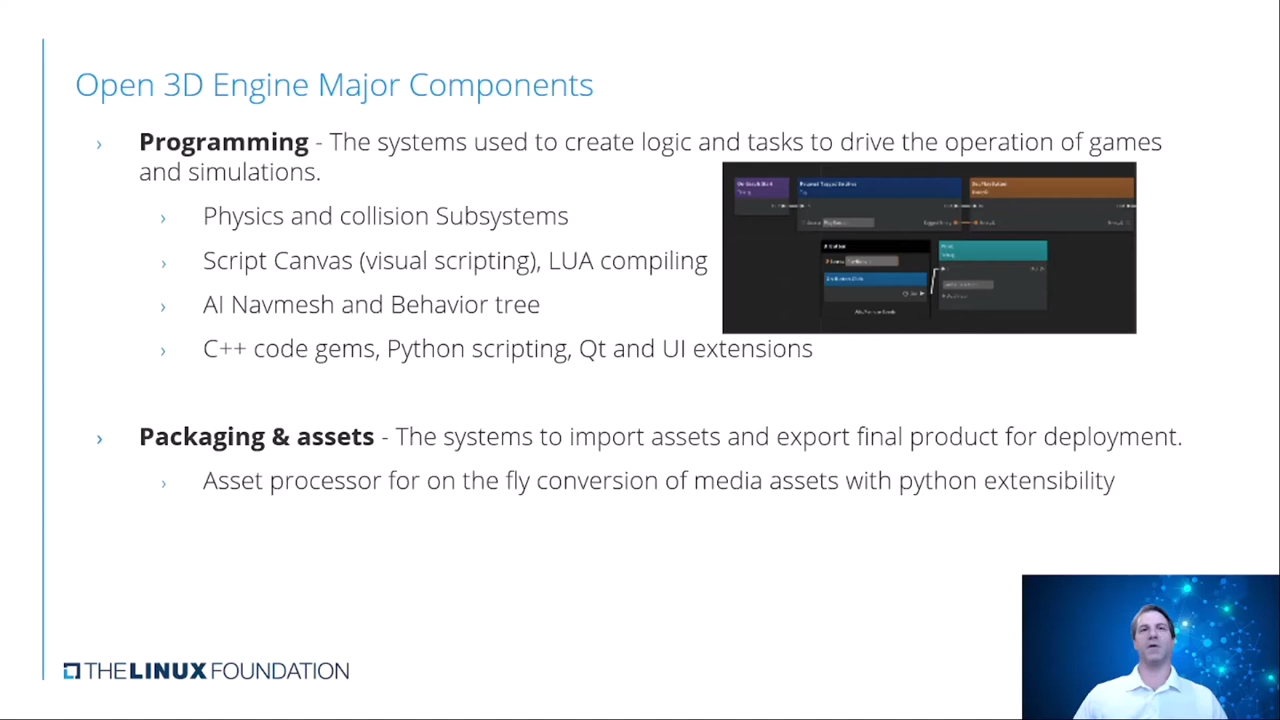 Open 3D Engine Major Components
› Programming - The systems used to create logic and tasks to drive the operation of games
and simulations.
› Physics and collision Subsystems
› Script Canvas (visual scripting), LUA compiling
› AI Navmesh and Behavior tree
› C++ code gems, Python scripting, Qt and UI extensions
› Packaging & assets - The systems to import assets and export final product for deployment.
› Asset processor for on the fly conversion of media assets with python extensibility
THE LINUX FOUNDATION